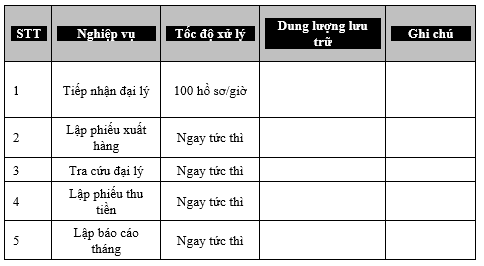 STT Nghiệp vụ Tốc độ xử lý Dung lượng lưu trữ Ghi chú
1 Tiếp nhận đại lý 100 hồ sơ/giờ
2 Lập phiếu xuất hàng Ngay tức thì
3 Tra cứu đại lý Ngay tức thì
4 Lập phiếu thu tiền Ngay tức thì
5 Lập báo cáo tháng Ngay tức thì